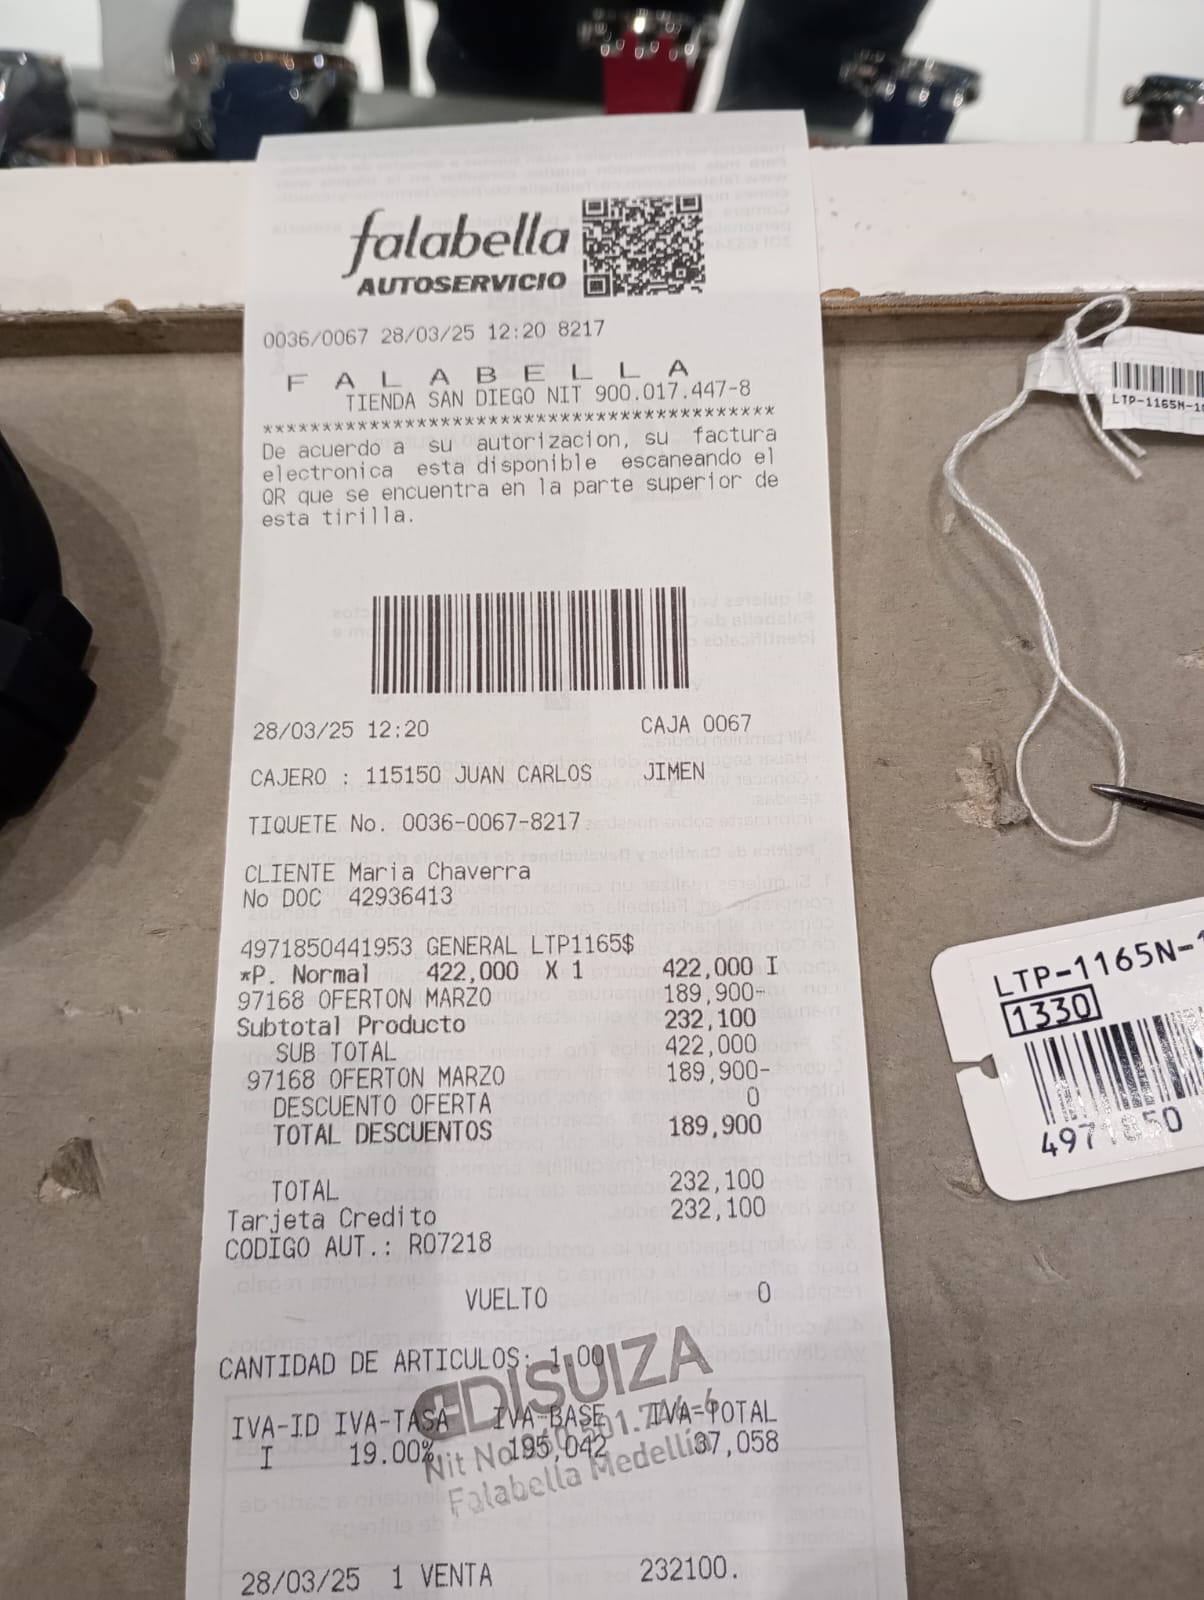 falabella
AUTOSERVICIO
0036/0067 28/03/25 12:20 8217
F A L A B E L L A
TIENDA SAN DIEGO NIT 900.017.447-8
********************************************
De acuerdo a su autorizacion, su factura
electronica esta disponible escaneando el
QR que se encuentra en la parte superior de
esta tirilla.
28/03/25 12:20 CAJA 0067
CAJERO : 115150 JUAN CARLOS JIMEN
TIQUETE No. 0036-0067-8217
CLIENTE Maria Chaverra
No DOC 42936413
4971850441953 GENERAL LTP1165$
*P. Normal 422,000 X 1 422,000 I
97168 OFERTON MARZO 189,900-
Subtotal Producto 232,100
SUB TOTAL 422,000
97168 OFERTON MARZO 189,900-
DESCUENTO OFERTA 0
TOTAL DESCUENTOS 189,900
TOTAL 232,100
Tarjeta Credito 232,100
CODIGO AUT.: R07218
VUELTO 0
CANTIDAD DE ARTICULOS: 1.00
DISUIZA
IVA-ID IVA-TASA IVA-BASE IVA-TOTAL
I 19.00% 195,042 37,058
Nit No
Falabella Medellín
28/03/25 1 VENTA 232100.
LTP-1165N-1
LTP-1165N-1
1330
4971850